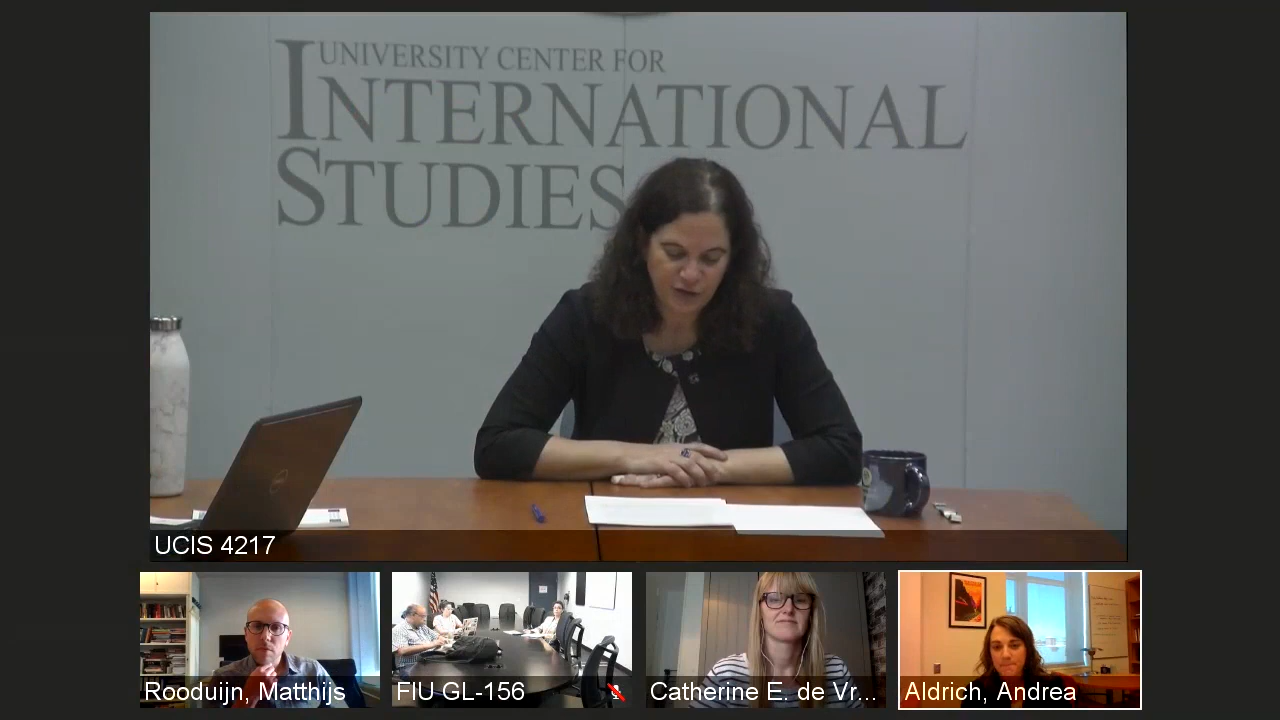 UNIVERSITY CENTER FOR
INTERNATIONAL
STUDIES
UCIS 4217
Rooduijn, Matthijs
FIU GL-156
Catherine E. de Vr...
Aldrich, Andrea